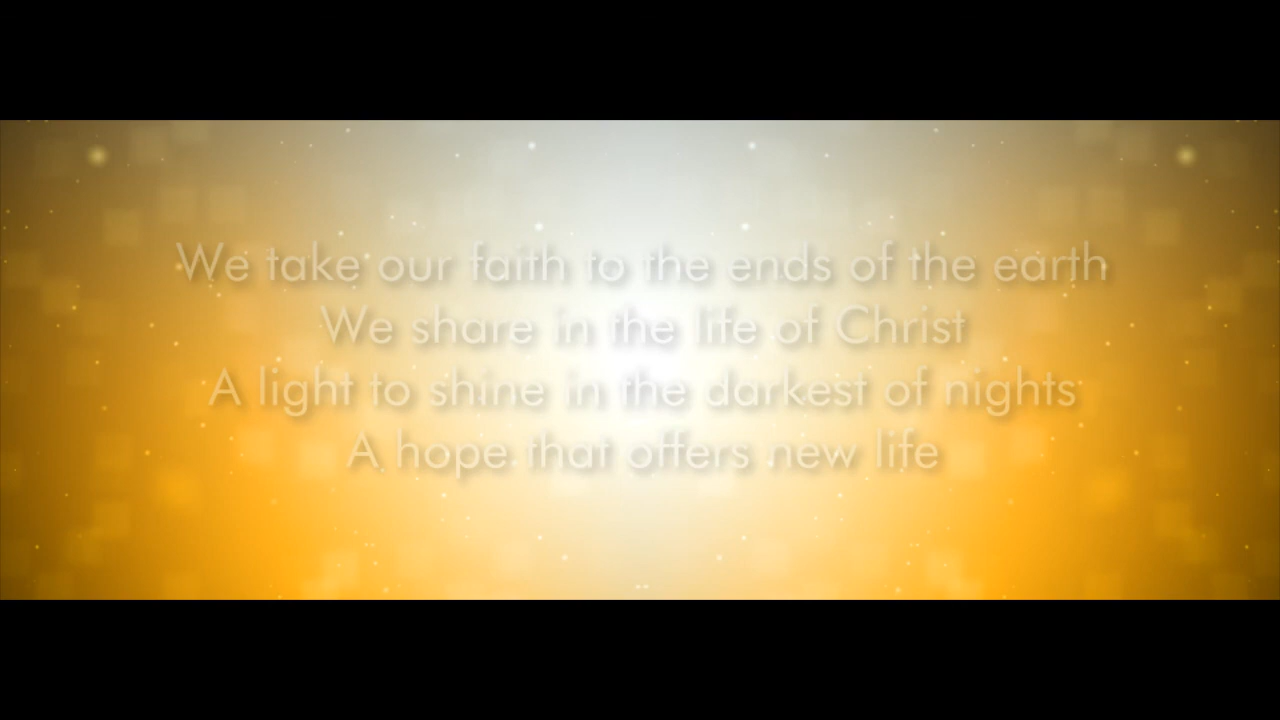 We take our faith to the ends of the earth
We share in the life of Christ
A light to shine in the darkest of nights
A hope that offers new life